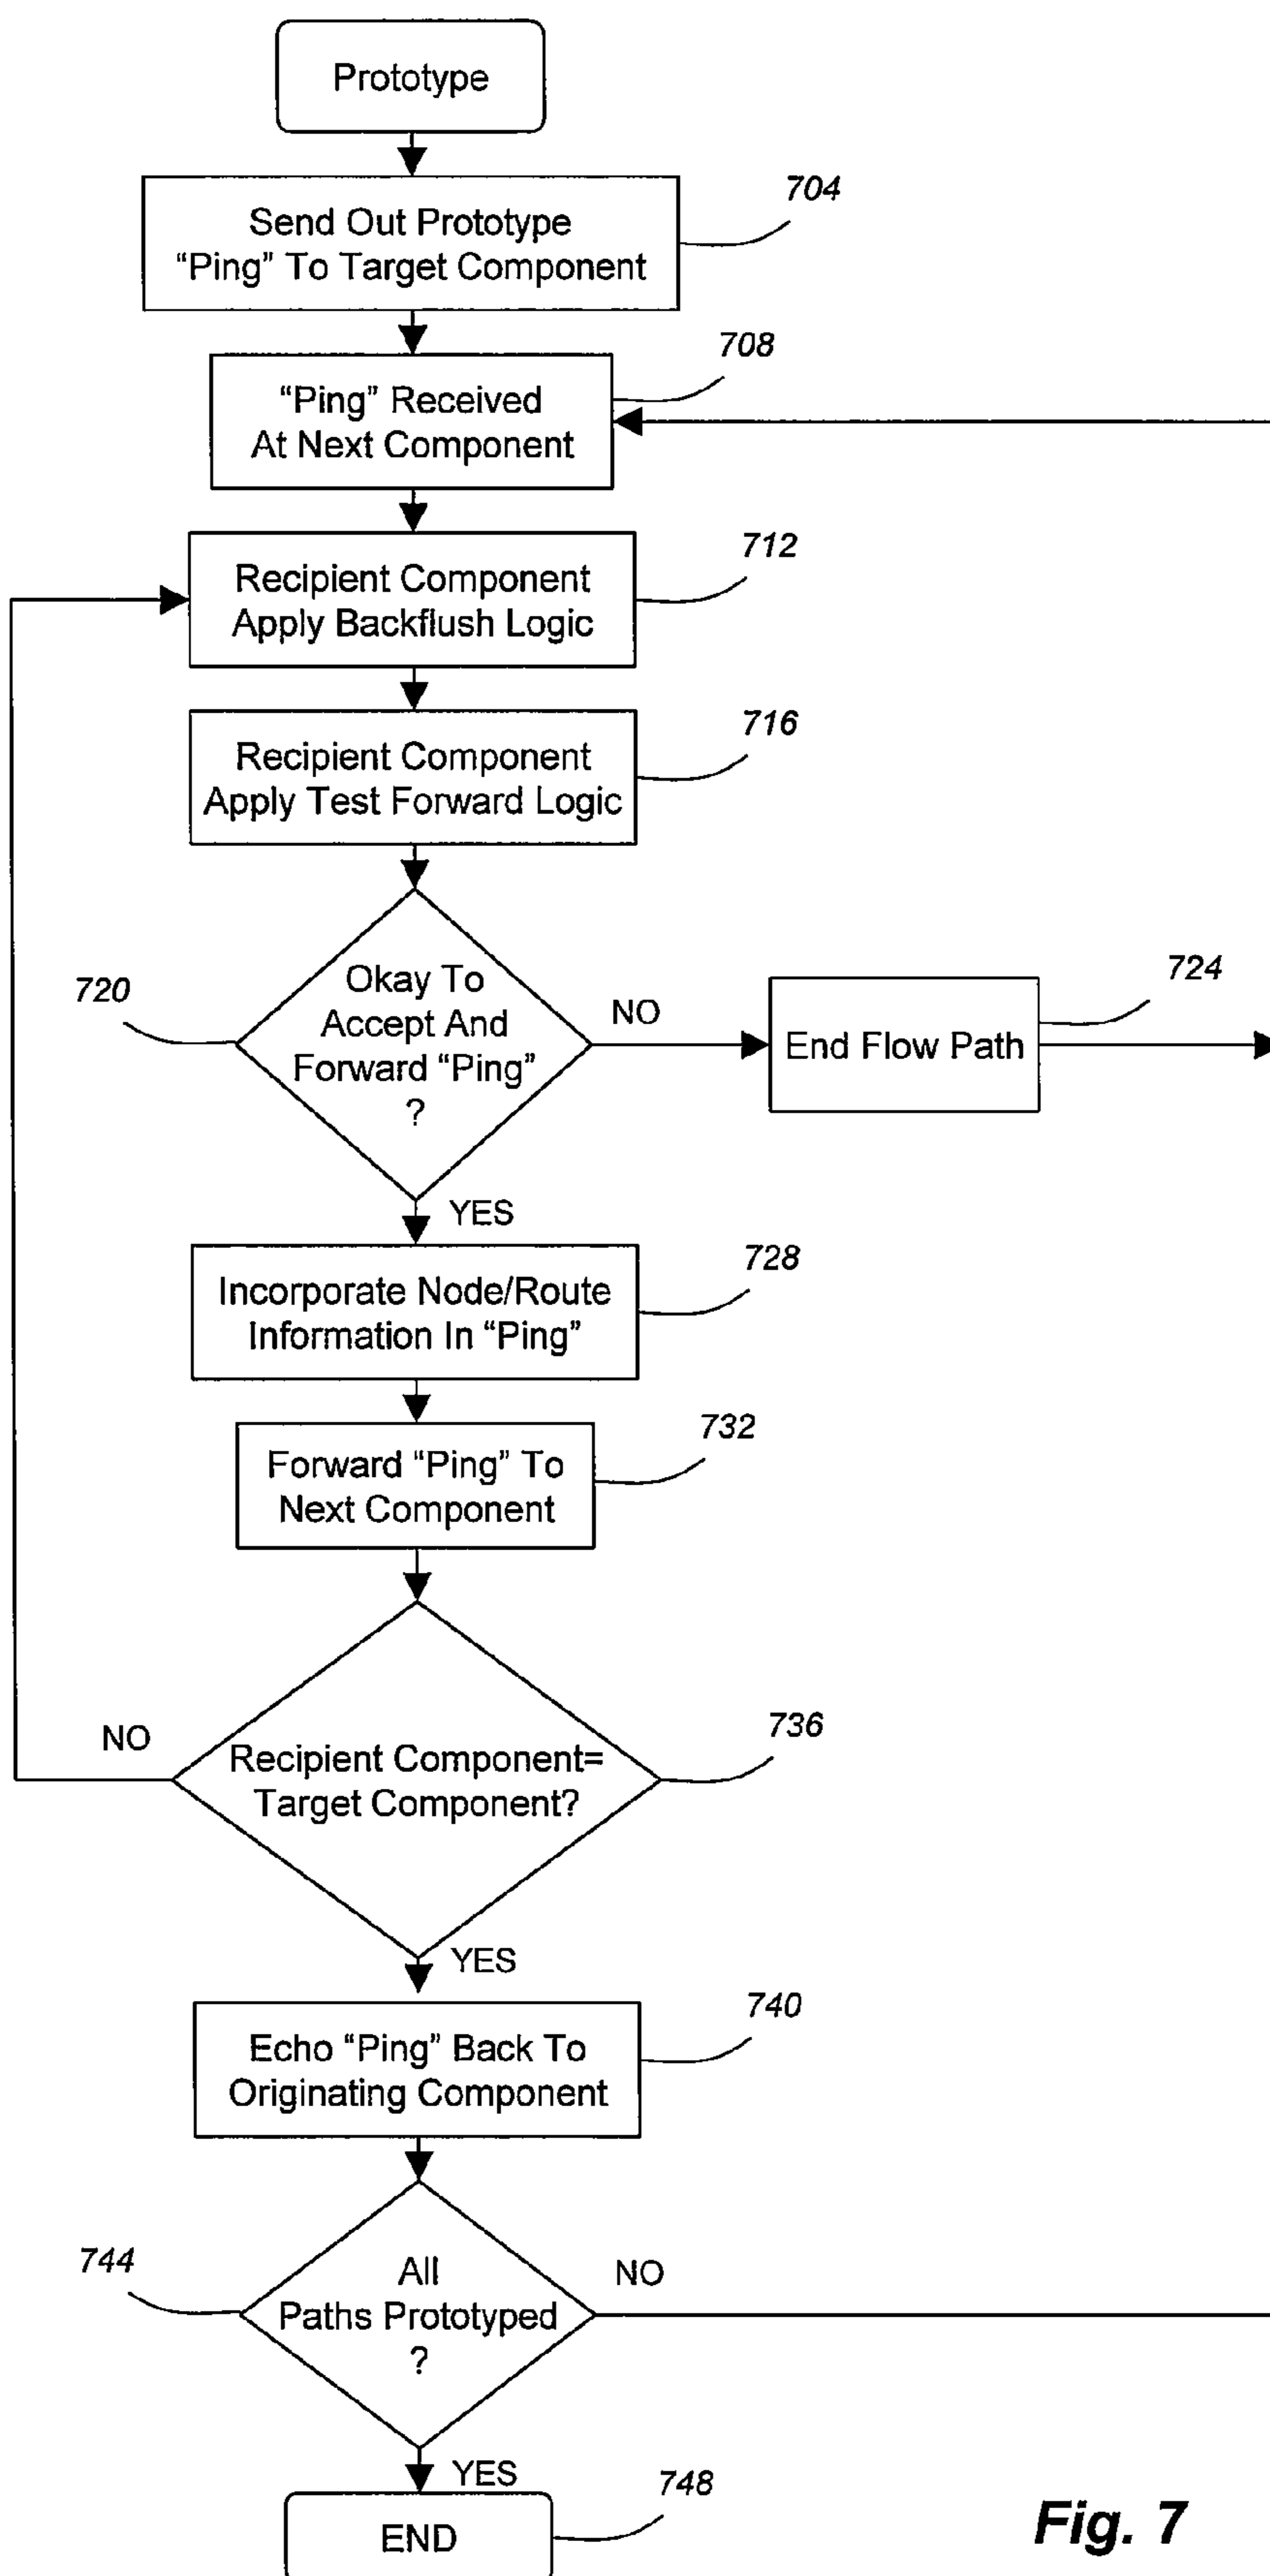 Prototype
704
Send Out Prototype
“Ping” To Target Component
708
“Ping” Received
At Next Component
712
Recipient Component
Apply Backflush Logic
716
Recipient Component
Apply Test Forward Logic
720
Okay To
Accept And
Forward “Ping”
?
NO
724
End Flow Path
YES
728
Incorporate Node/Route
Information In “Ping”
732
Forward “Ping” To
Next Component
NO
736
Recipient Component=
Target Component?
YES
740
Echo “Ping” Back To
Originating Component
744
All
Paths Prototyped
?
NO
YES
748
END
Fig. 7